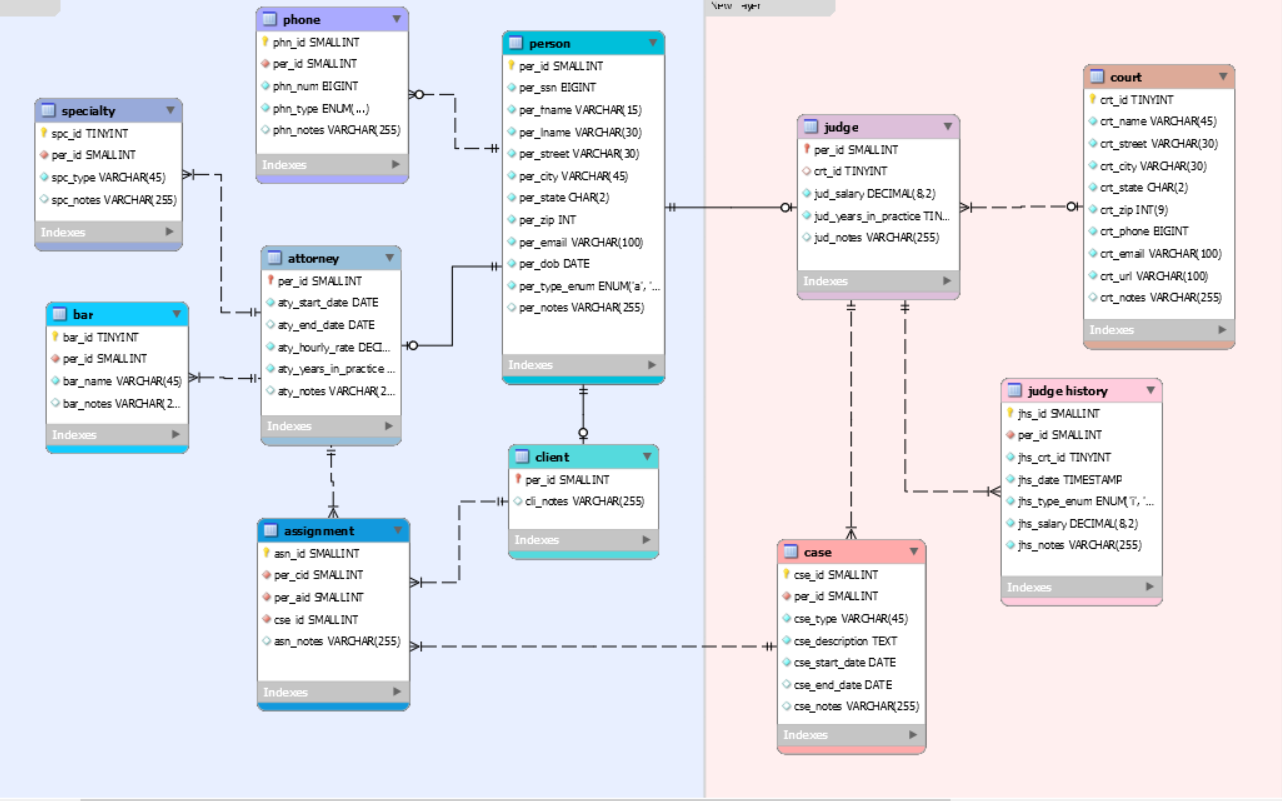 phone
phn_id SMALLINT
per_id SMALLINT
phn_num BIGINT
phn_type ENUM(...)
phn_notes VARCHAR(255)
Indexes
person
per_id SMALLINT
per_ssn BIGINT
per_fname VARCHAR(15)
per_lname VARCHAR(30)
per_street VARCHAR(30)
per_city VARCHAR(45)
per_state CHAR(2)
per_zip INT
per_email VARCHAR(100)
per_dob DATE
per_type_enum ENUM('a', '...
per_notes VARCHAR(255)
Indexes
specialty
spc_id TINYINT
per_id SMALLINT
spc_type VARCHAR(45)
spc_notes VARCHAR(255)
Indexes
attorney
per_id SMALLINT
aty_start_date DATE
aty_end_date DATE
aty_hourly_rate DECI...
aty_years_in_practice ...
aty_notes VARCHAR(2...
Indexes
bar
bar_id TINYINT
per_id SMALLINT
bar_name VARCHAR(45)
bar_notes VARCHAR(2...
Indexes
client
per_id SMALLINT
cli_notes VARCHAR(255)
Indexes
assignment
asn_id SMALLINT
per_cid SMALLINT
per_aid SMALLINT
cse_id SMALLINT
asn_notes VARCHAR(255)
Indexes
New Layer
judge
per_id SMALLINT
crt_id TINYINT
jud_salary DECIMAL(8,2)
jud_years_in_practice TIN...
jud_notes VARCHAR(255)
Indexes
court
crt_id TINYINT
crt_name VARCHAR(45)
crt_street VARCHAR(30)
crt_city VARCHAR(30)
crt_state CHAR(2)
crt_zip INT(9)
crt_phone BIGINT
crt_email VARCHAR(100)
crt_url VARCHAR(100)
crt_notes VARCHAR(255)
Indexes
judge history
jhs_id SMALLINT
per_id SMALLINT
jhs_crt_id TINYINT
jhs_date TIMESTAMP
jhs_type_enum ENUM('i', '...
jhs_salary DECIMAL(8,2)
jhs_notes VARCHAR(255)
Indexes
case
cse_id SMALLINT
per_id SMALLINT
cse_type VARCHAR(45)
cse_description TEXT
cse_start_date DATE
cse_end_date DATE
cse_notes VARCHAR(255)
Indexes